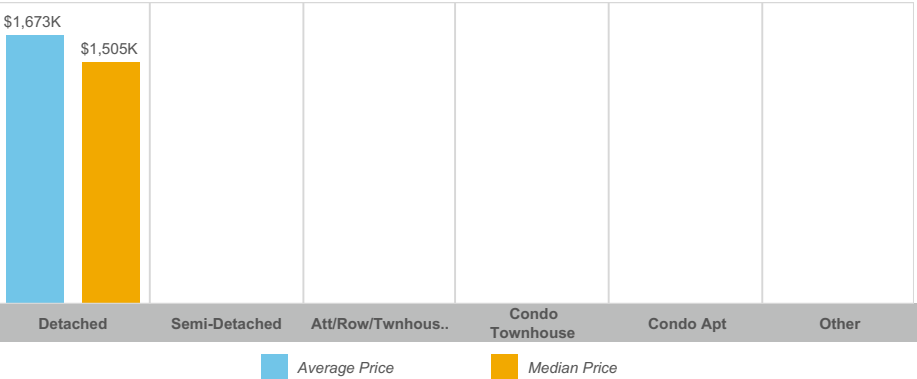 $1,673K
$1,505K
Detached
Semi-Detached
Att/Row/Twnhous..
Condo
Townhouse
Condo Apt
Other
Average Price
Median Price